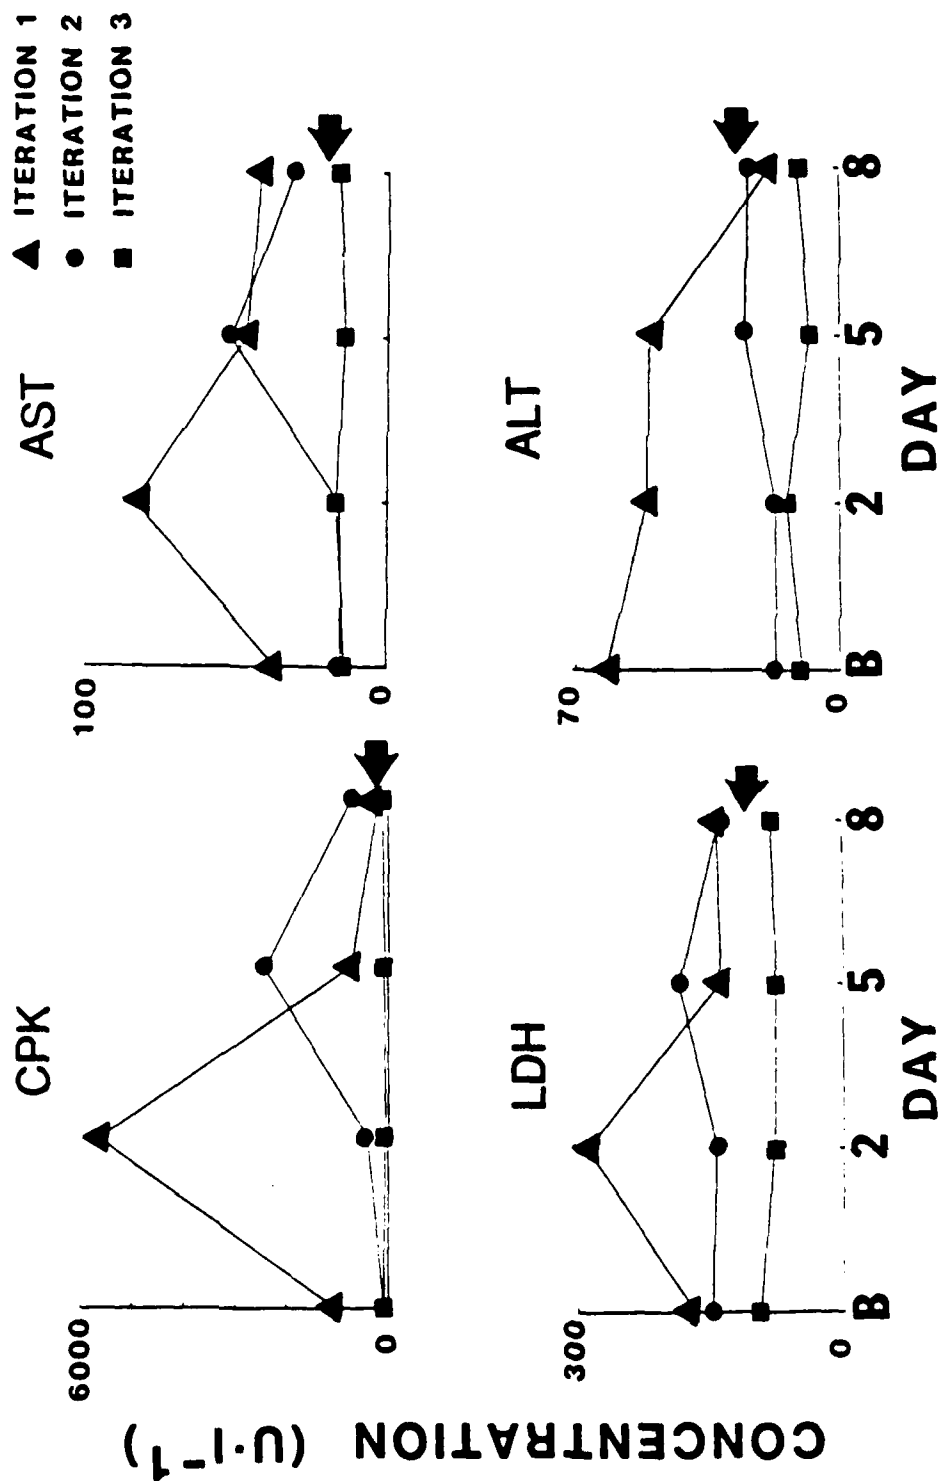 ▲ ITERATION 1
● ITERATION 2
■ ITERATION 3
CPK
6000
0
AST
100
0
LDH
300
0
B 2 5 8
DAY
ALT
70
0
B 2 5 8
DAY
CONCENTRATION (U·l⁻¹)